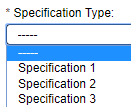 * Specification Type:
-----
-----
Specification 1
Specification 2
Specification 3